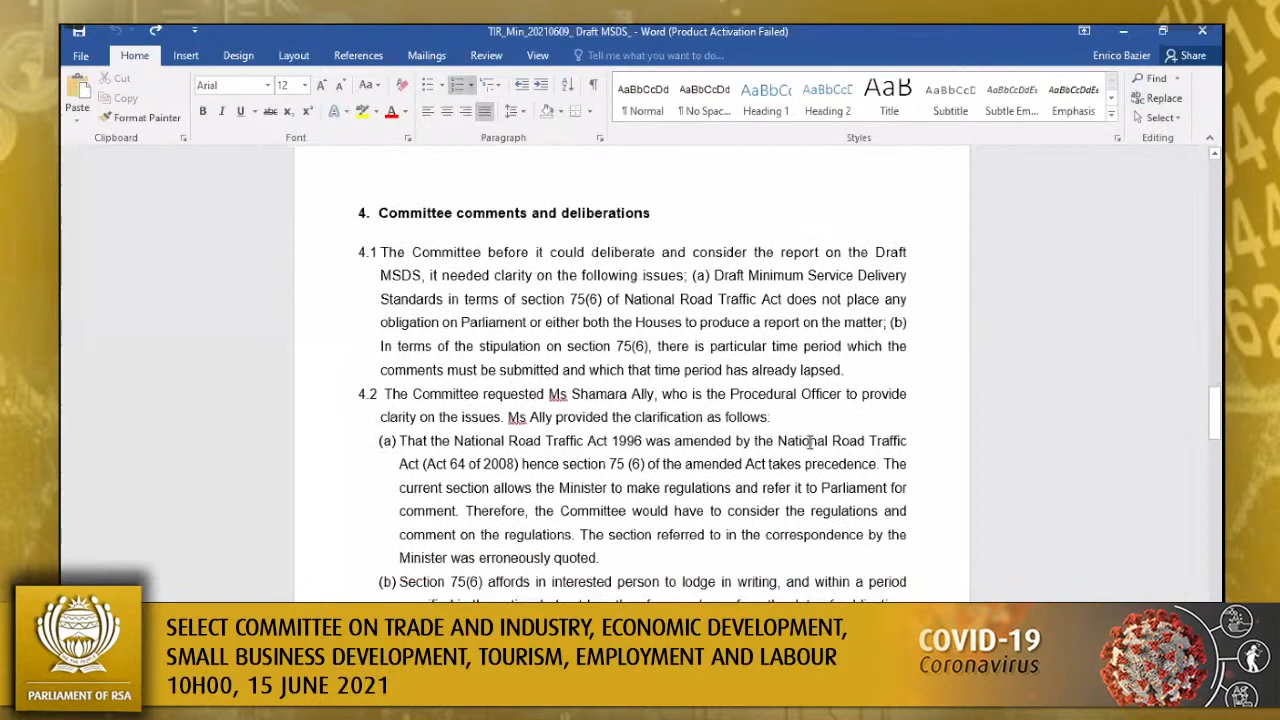 TIR_Min_20210609_ Draft MSDS_ - Word (Product Activation Failed)
File Home Insert Design Layout References Mailings Review View Tell me what you want to do... Enrico Bazier Share
Cut
Copy
Paste
Format Painter
Clipboard
Arial 12
Font
Paragraph
AaBbCcDd AaBbCcDd AaBbCc AaBbCcD AaB AaBbCcD AaBbCcDd AaBbCcDd
¶ Normal ¶ No Spac... Heading 1 Heading 2 Title Subtitle Subtle Em... Emphasis
Styles
Find
Replace
Select
Editing
4. Committee comments and deliberations
4.1 The Committee before it could deliberate and consider the report on the Draft
MSDS, it needed clarity on the following issues; (a) Draft Minimum Service Delivery
Standards in terms of section 75(6) of National Road Traffic Act does not place any
obligation on Parliament or either both the Houses to produce a report on the matter; (b)
In terms of the stipulation on section 75(6), there is particular time period which the
comments must be submitted and which that time period has already lapsed.
4.2 The Committee requested Ms Shamara Ally, who is the Procedural Officer to provide
clarity on the issues. Ms Ally provided the clarification as follows:
(a) That the National Road Traffic Act 1996 was amended by the National Road Traffic
Act (Act 64 of 2008) hence section 75 (6) of the amended Act takes precedence. The
current section allows the Minister to make regulations and refer it to Parliament for
comment. Therefore, the Committee would have to consider the regulations and
comment on the regulations. The section referred to in the correspondence by the
Minister was erroneously quoted.
(b) Section 75(6) affords in interested person to lodge in writing, and within a period
PARLIAMENT OF RSA
SELECT COMMITTEE ON TRADE AND INDUSTRY, ECONOMIC DEVELOPMENT,
SMALL BUSINESS DEVELOPMENT, TOURISM, EMPLOYMENT AND LABOUR
10H00, 15 JUNE 2021
COVID-19
Coronavirus